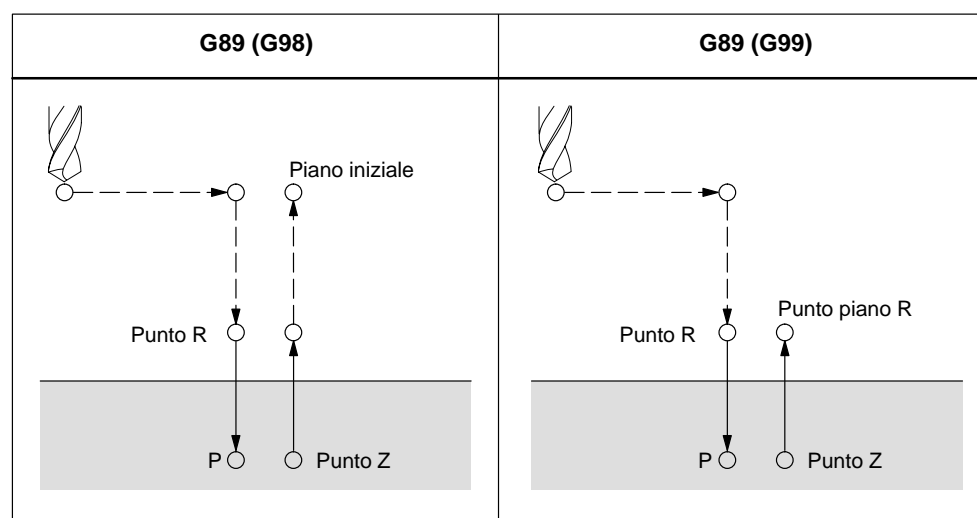 G89 (G98)
Piano iniziale
Punto R
P
Punto Z
G89 (G99)
Punto piano R
Punto R
P
Punto Z